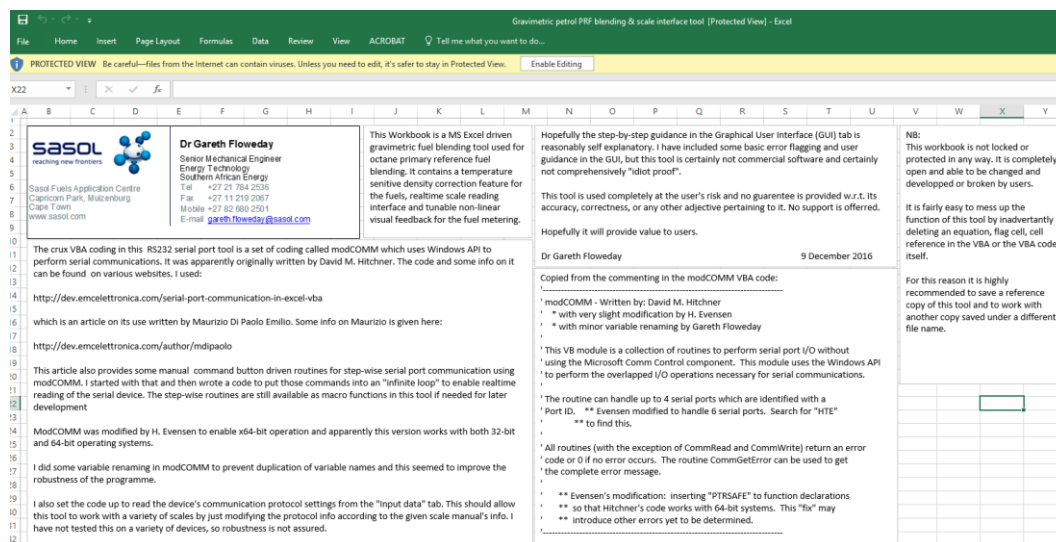 Gravimetric petrol PRF blending & scale interface tool [Protected View] - Excel
File Home Insert Page Layout Formulas Data Review View ACROBAT Tell me what you want to do...
PROTECTED VIEW Be careful—files from the Internet can contain viruses. Unless you need to edit, it's safer to stay in Protected View. Enable Editing
X22 fx
A B C D E F G H I J K L M N O P Q R S T U V W X Y
sasol
reaching new frontiers
Sasol Fuels Application Centre
Capricorn Park, Muizenburg
Cape Town
www.sasol.com
Dr Gareth Floweday
Senior Mechanical Engineer
Energy Technology
Southern African Energy
Tel +27 21 784 2536
Fax +27 11 219 2067
Mobile +27 82 680 2501
E-mail gareth.floweday@sasol.com
This Workbook is a MS Excel driven
gravimetric fuel blending tool used for
octane primary reference fuel
blending. It contains a temperature
senitive density correction feature for
the fuels, realtime scale reading
interface and tunable non-linear
visual feedback for the fuel metering.
The crux VBA coding in this RS232 serial port tool is a set of coding called modCOMM which uses Windows API to
perform serial communications. It was apparently originally written by David M. Hitchner. The code and some info on it
can be found on various websites. I used:
http://dev.emcelettronica.com/serial-port-communication-in-excel-vba
which is an article on its use written by Maurizio Di Paolo Emilio. Some info on Maurizio is given here:
http://dev.emcelettronica.com/author/mdipaolo
This article also provides some manual command button driven routines for step-wise serial port communication using
modCOMM. I started with that and then wrote a code to put those commands into an "infinite loop" to enable realtime
reading of the serial device. The step-wise routines are still available as macro functions in this tool if needed for later
development
ModCOMM was modified by H. Evensen to enable x64-bit operation and apparently this version works with both 32-bit
and 64-bit operating systems.
I did some variable renaming in modCOMM to prevent duplication of variable names and this seemed to improve the
robustness of the programme.
I also set the code up to read the device's communication protocol settings from the "Input data" tab. This should allow
this tool to work with a variety of scales by just modifying the protocol info according to the given scale manual's info. I
have not tested this on a variety of devices, so robustness is not assured.
Hopefully the step-by-step guidance in the Graphical User Interface (GUI) tab is
reasonably self explanatory. I have included some basic error flagging and user
guidance in the GUI, but this tool is certainly not commercial software and certainly
not comprehensively "idiot proof".
This tool is used completely at the user's risk and no guarentee is provided w.r.t. its
accuracy, correctness, or any other adjective pertaining to it. No support is offerred.
Hopefully it will provide value to users.
Dr Gareth Floweday 9 December 2016
Copied from the commenting in the modCOMM VBA code:
'-------------------------------------------------------------------------------
' modCOMM - Written by: David M. Hitchner
' * with very slight modification by H. Evensen
' * with minor variable renaming by Gareth Floweday
'
' This VB module is a collection of routines to perform serial port I/O without
' using the Microsoft Comm Control component. This module uses the Windows API
' to perform the overlapped I/O operations necessary for serial communications.
'
' The routine can handle up to 4 serial ports which are identified with a
' Port ID. ** Evensen modified to handle 6 serial ports. Search for "HTE"
' ** to find this.
'
' All routines (with the exception of CommRead and CommWrite) return an error
' code or 0 if no error occurs. The routine CommGetError can be used to get
' the complete error message.
'
' ** Evensen's modification: inserting "PTRSAFE" to function declarations
' ** so that Hitchner's code works with 64-bit systems. This "fix" may
' ** introduce other errors yet to be determined.
'-------------------------------------------------------------------------------
NB:
This workbook is not locked or
protected in any way. It is completely
open and able to be changed and
developped or broken by users.
It is fairly easy to mess up the
function of this tool by inadvertantly
deleting an equation, flag cell, cell
reference in the VBA or the VBA code
itself.
For this reason it is highly
recommended to save a reference
copy of this tool and to work with
another copy saved under a different
file name.